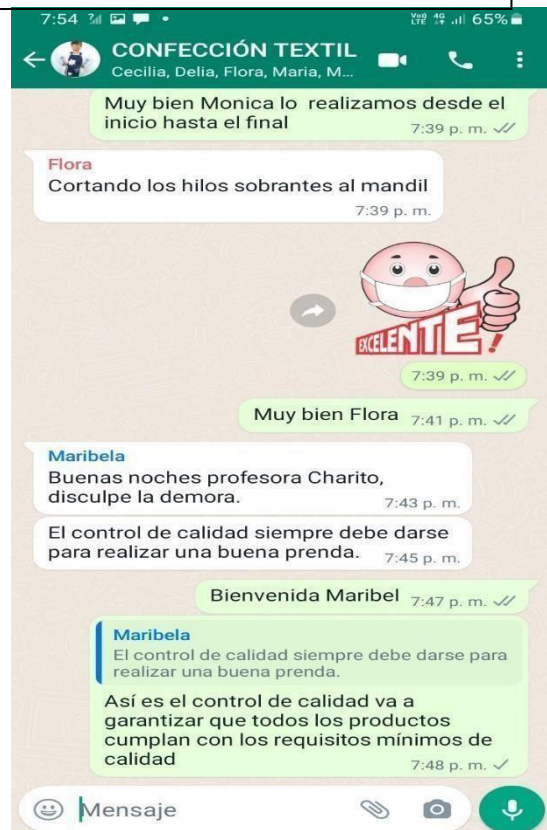 7:54
Vo)) LTE 4G 65%
CONFECCIÓN TEXTIL
Cecilia, Delia, Flora, Maria, M...
Muy bien Monica lo realizamos desde el
inicio hasta el final
7:39 p. m.
Flora
Cortando los hilos sobrantes al mandil
7:39 p. m.
EXCELENTE!
7:39 p. m.
Muy bien Flora 7:41 p. m.
Maribela
Buenas noches profesora Charito,
disculpe la demora.
7:43 p. m.
El control de calidad siempre debe darse
para realizar una buena prenda. 7:45 p. m.
Bienvenida Maribel 7:47 p. m.
Maribela
El control de calidad siempre debe darse para
realizar una buena prenda.
Así es el control de calidad va a
garantizar que todos los productos
cumplan con los requisitos mínimos de
calidad
7:48 p. m.
Mensaje